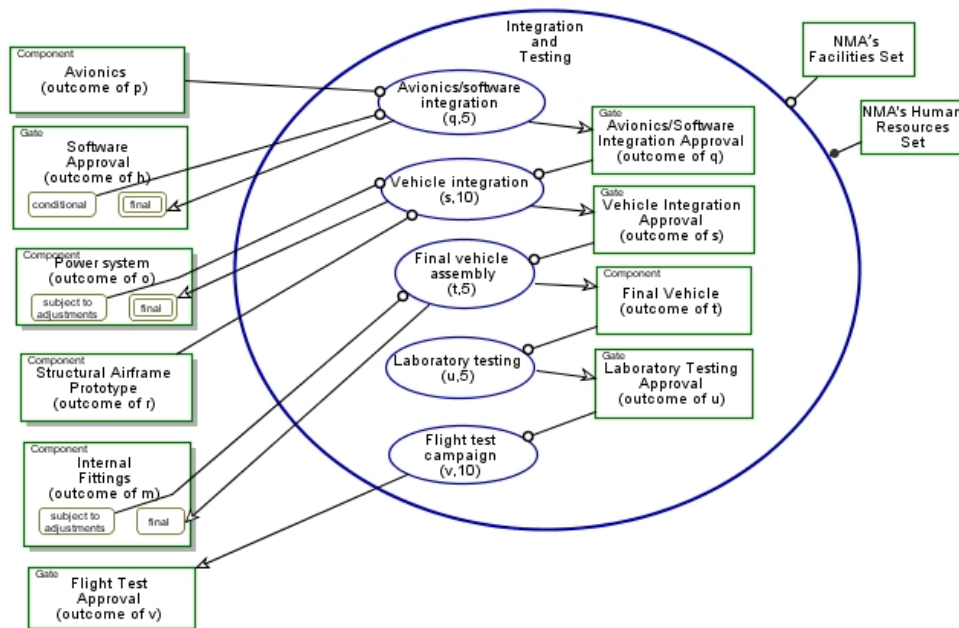 Integration
and
Testing
NMA's
Facilities Set
NMA's Human
Resources
Set
Component
Avionics
(outcome of p)
Gate
Software
Approval
(outcome of h)
conditional
final
Component
Power system
(outcome of o)
subject to
adjustments
final
Component
Structural Airframe
Prototype
(outcome of r)
Component
Internal
Fittings
(outcome of m)
subject to
adjustments
final
Gate
Flight Test
Approval
(outcome of v)
Avionics/software
integration
(q,5)
Vehicle integration
(s,10)
Final vehicle
assembly
(t,5)
Laboratory testing
(u,5)
Flight test
campaign
(v,10)
Gate
Avionics/Software
Integration Approval
(outcome of q)
Gate
Vehicle Integration
Approval
(outcome of s)
Component
Final Vehicle
(outcome of t)
Gate
Laboratory Testing
Approval
(outcome of u)